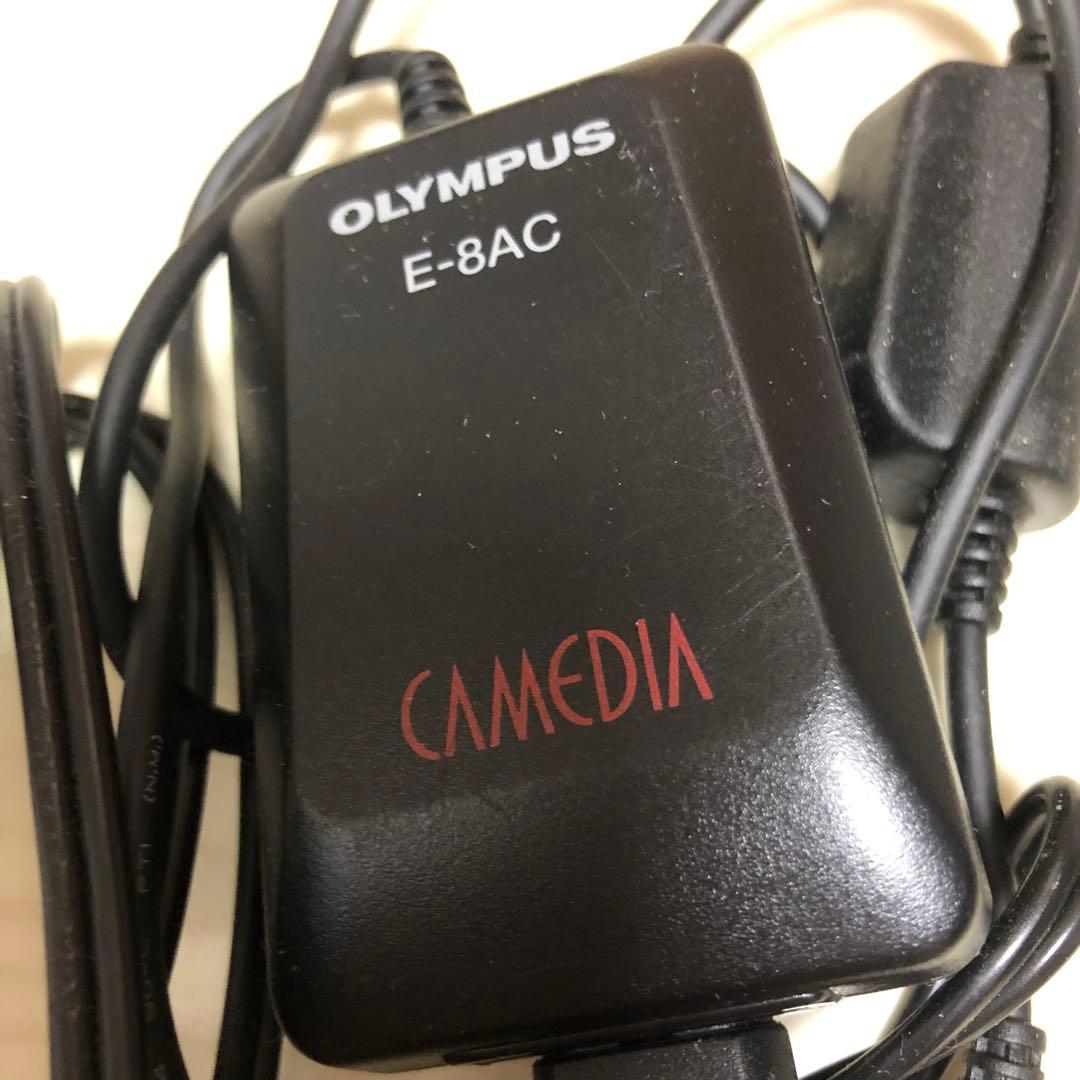 OLYMPUS
E-8AC
CAMEDIA
(N.M.)